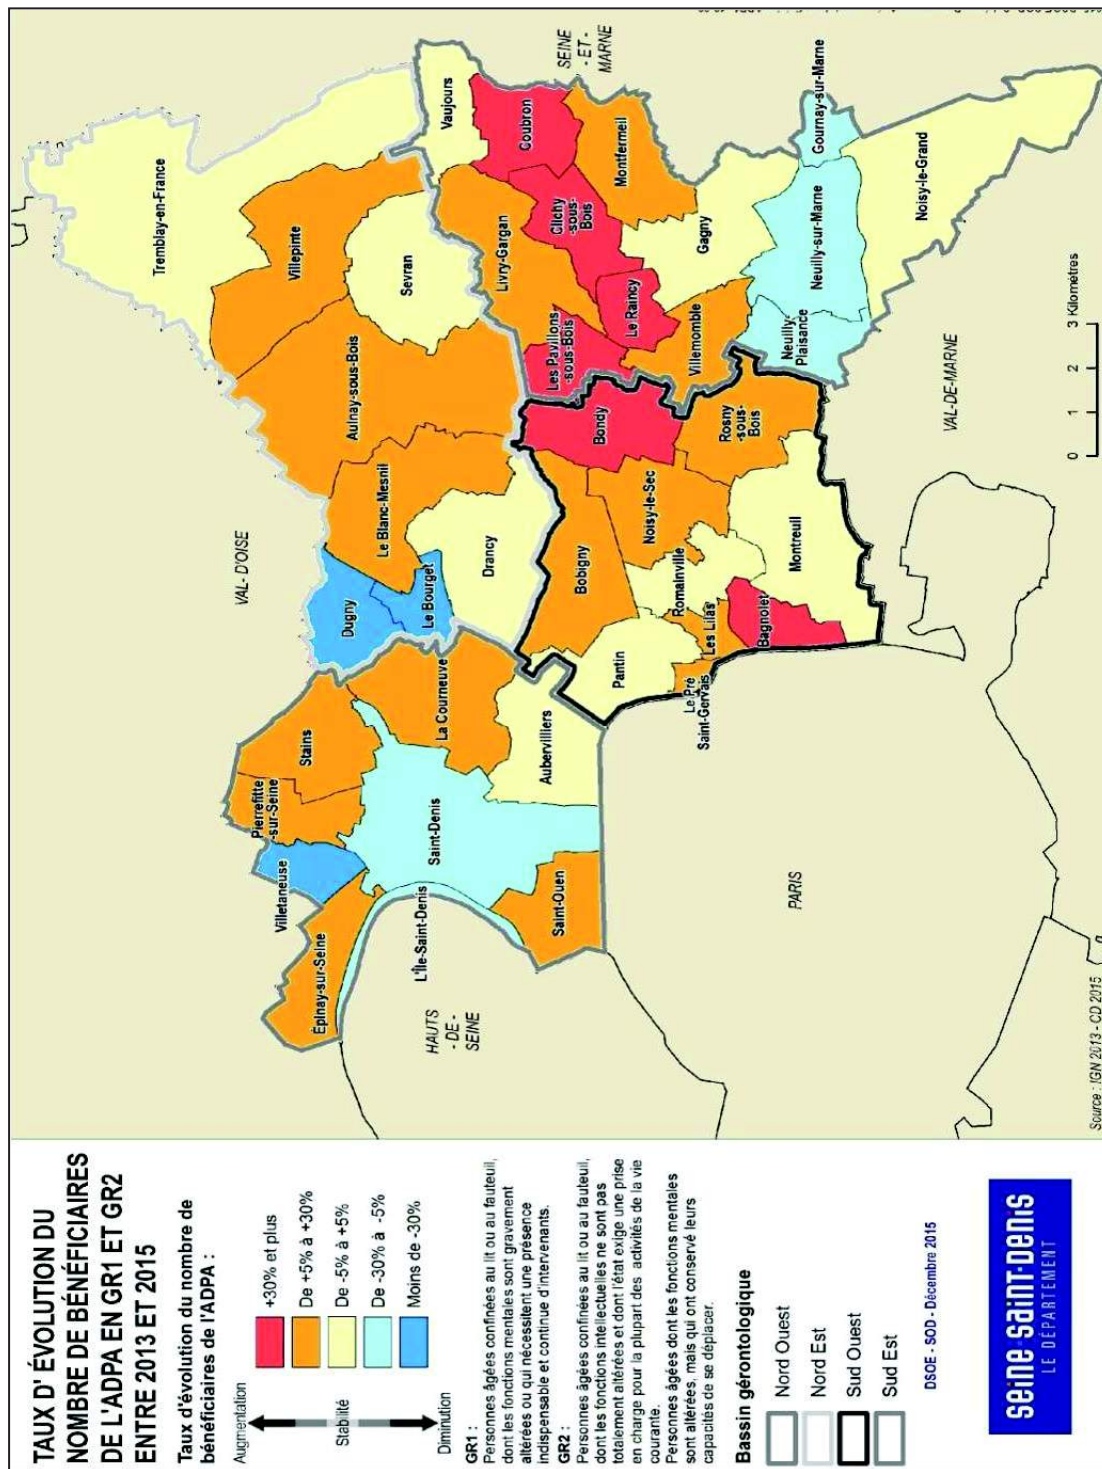 TAUX D' ÉVOLUTION DU
NOMBRE DE BÉNÉFICIAIRES
DE L'ADPA EN GR1 ET GR2
ENTRE 2013 ET 2015
Taux d'évolution du nombre de
bénéficiaires de l'ADPA :
Augmentation
Stabilité
Diminution
+30% et plus
De +5% à +30%
De -5% à +5%
De -30% à -5%
Moins de -30%
GR1 :
Personnes âgées confinées au lit ou au fauteuil,
dont les fonctions mentales sont gravement
altérées ou qui nécessitent une présence
indispensable et continue d'intervenants.
GR2 :
Personnes âgées confinées au lit ou au fauteuil,
dont les fonctions intellectuelles ne sont pas
totalement altérées et dont l'état exige une prise
en charge pour la plupart des activités de la vie
courante.
Personnes âgées dont les fonctions mentales
sont altérées, mais qui ont conservé leurs
capacités de se déplacer.
Bassin gérontologique
Nord Ouest
Nord Est
Sud Ouest
Sud Est
DSOE - SOD - Décembre 2015
seine-saint-DeniS
LE DÉPARTEMENT
VAL- D'OISE
SEINE
- ET -
MARNE
HAUTS
- DE -
SEINE
PARIS
VAL-DE-MARNE
Tremblay-en-France
Villepinte
Sevran
Vaujours
Coubron
Aulnay-sous-Bois
Livry-Gargan
Clichy
-sous-
Bois
Montfermeil
Le Blanc-Mesnil
Les Pavillons
-sous-Bois
Le Raincy
Gagny
Gournay-sur-Marne
Dugny
Le Bourget
Drancy
Bondy
Villemomble
Neuilly-sur-Marne
Neuilly-
Plaisance
Noisy-le-Grand
Stains
Pierrefitte
-sur-Seine
Villetaneuse
Épinay-sur-Seine
L'Île-Saint-Denis
Saint-Denis
La Courneuve
Aubervilliers
Saint-Ouen
Bobigny
Noisy-le-Sec
Rosny
-sous-
Bois
Pantin
Romainville
Les Lilas
Le Pré
Saint-Gervais
Bagnolet
Montreuil
0 1 2 3 Kilomètres
Source : IGN 2013 - CD 2015